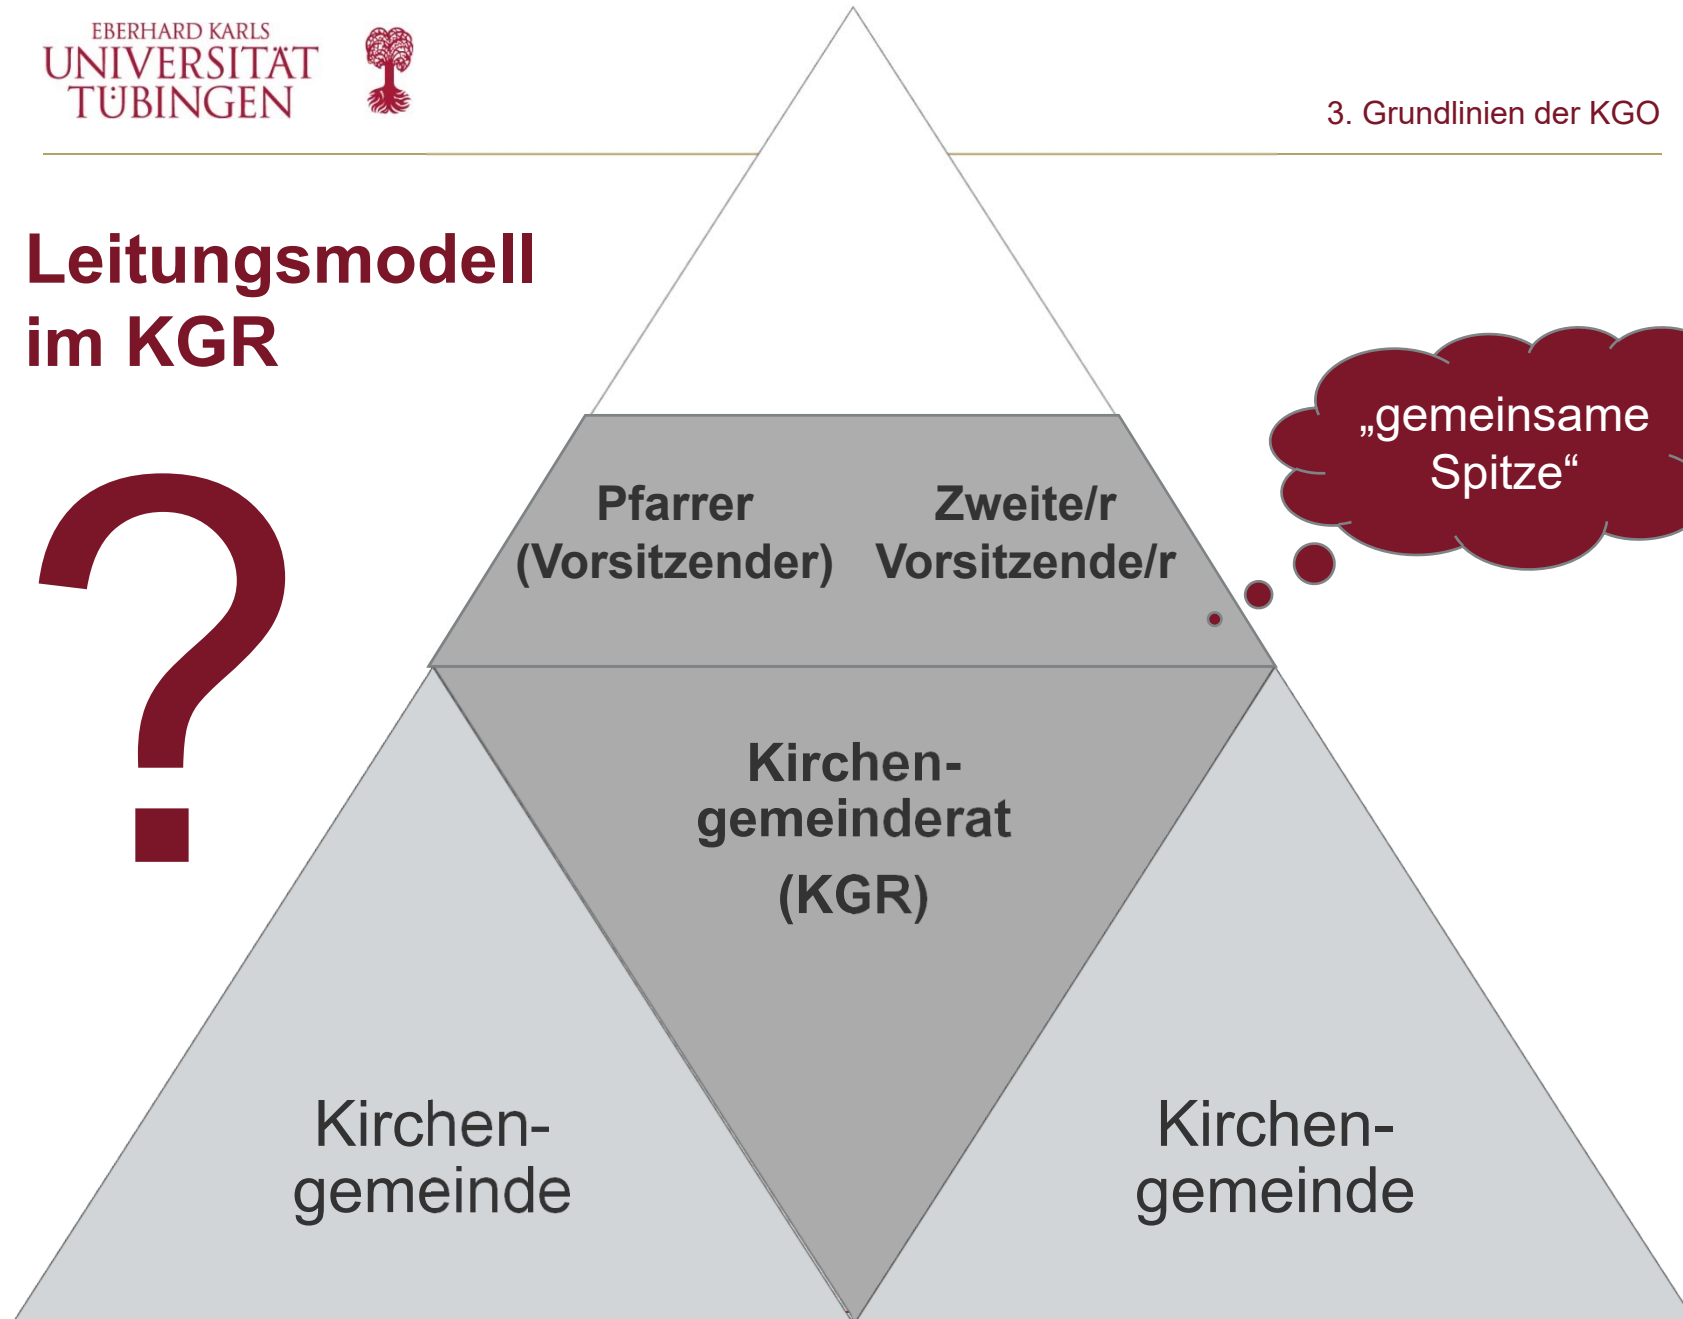 EBERHARD KARLS
UNIVERSITÄT
TÜBINGEN
3. Grundlinien der KGO
Leitungsmodell
im KGR
?
„gemeinsame
Spitze“
Pfarrer
(Vorsitzender)
Zweite/r
Vorsitzende/r
Kirchen-
gemeinderat
(KGR)
Kirchen-
gemeinde
Kirchen-
gemeinde